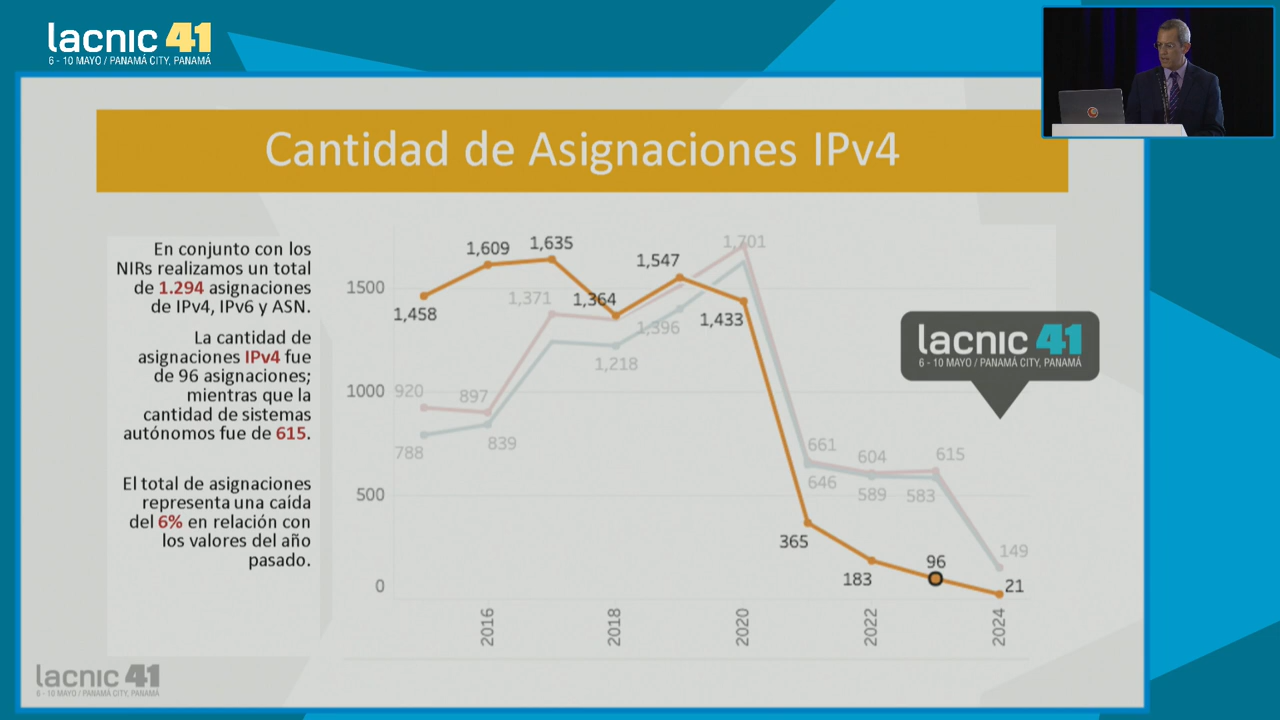 lacnic 41
6 - 10 MAYO / PANAMÁ CITY, PANAMÁ
Cantidad de Asignaciones IPv4
En conjunto con los
NIRs realizamos un total
de 1.294 asignaciones
de IPv4, IPv6 y ASN.
La cantidad de
asignaciones IPv4 fue
de 96 asignaciones;
mientras que la
cantidad de sistemas
autónomos fue de 615.
El total de asignaciones
representa una caída
del 6% en relación con
los valores del año
pasado.
1500
1000
500
0
1,458
1,609
1,635
1,364
1,547
1,433
365
183
96
21
920
897
1,371
1,701
661
604
615
149
788
839
1,218
1,396
646
589
583
2016
2018
2020
2022
2024
lacnic 41
6 - 10 MAYO / PANAMÁ CITY, PANAMÁ
lacnic 41
6 - 10 MAYO / PANAMÁ CITY, PANAMÁ